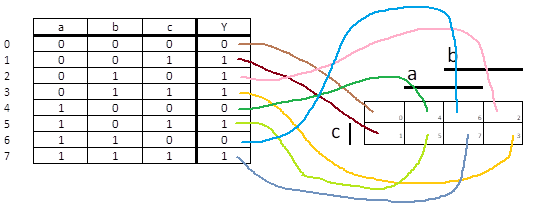 a b c Y
0 0 0 0 0
1 0 0 1 1
2 0 1 0 1
3 0 1 1 1
4 1 0 0 0
5 1 0 1 1
6 1 1 0 0
7 1 1 1 1
b
a
0 4 6 2
c 1 5 7 3